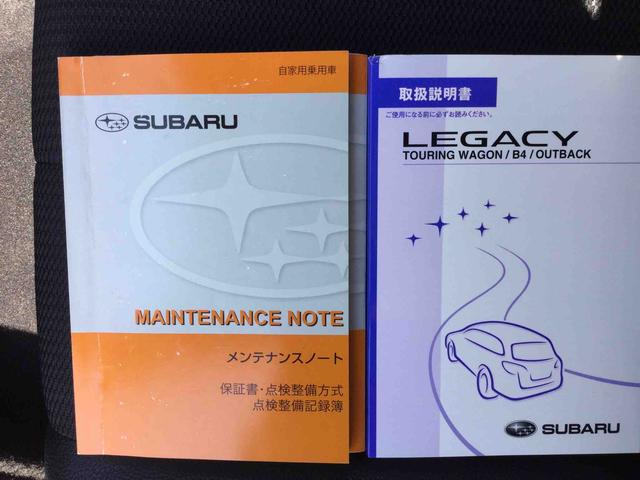 自家用乗用車
SUBARU
MAINTENANCE NOTE
メンテナンスノート
保証書・点検整備方式
点検整備記録簿
取扱説明書
ご使用になる前に必ずお読みください。
LEGACY
TOURING WAGON / B4 / OUTBACK
SUBARU